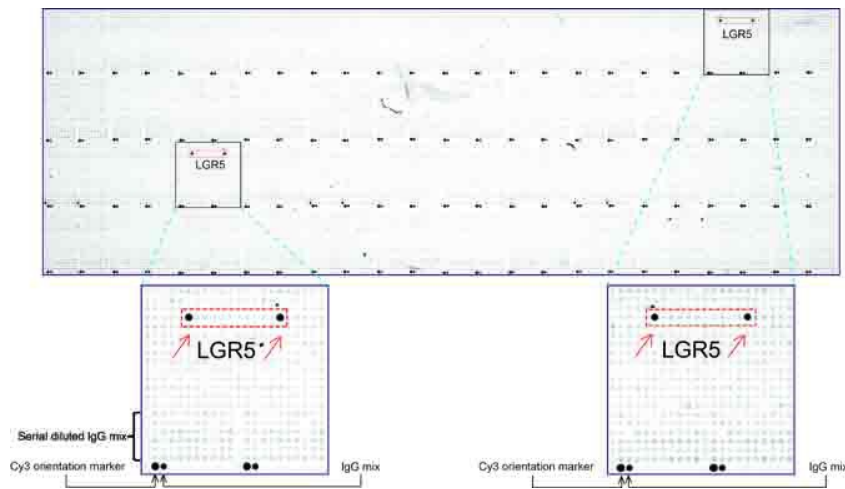 LGR5
LGR5
LGR5
LGR5
Serial diluted IgG mix
Cy3 orientation marker
IgG mix
Cy3 orientation marker
IgG mix